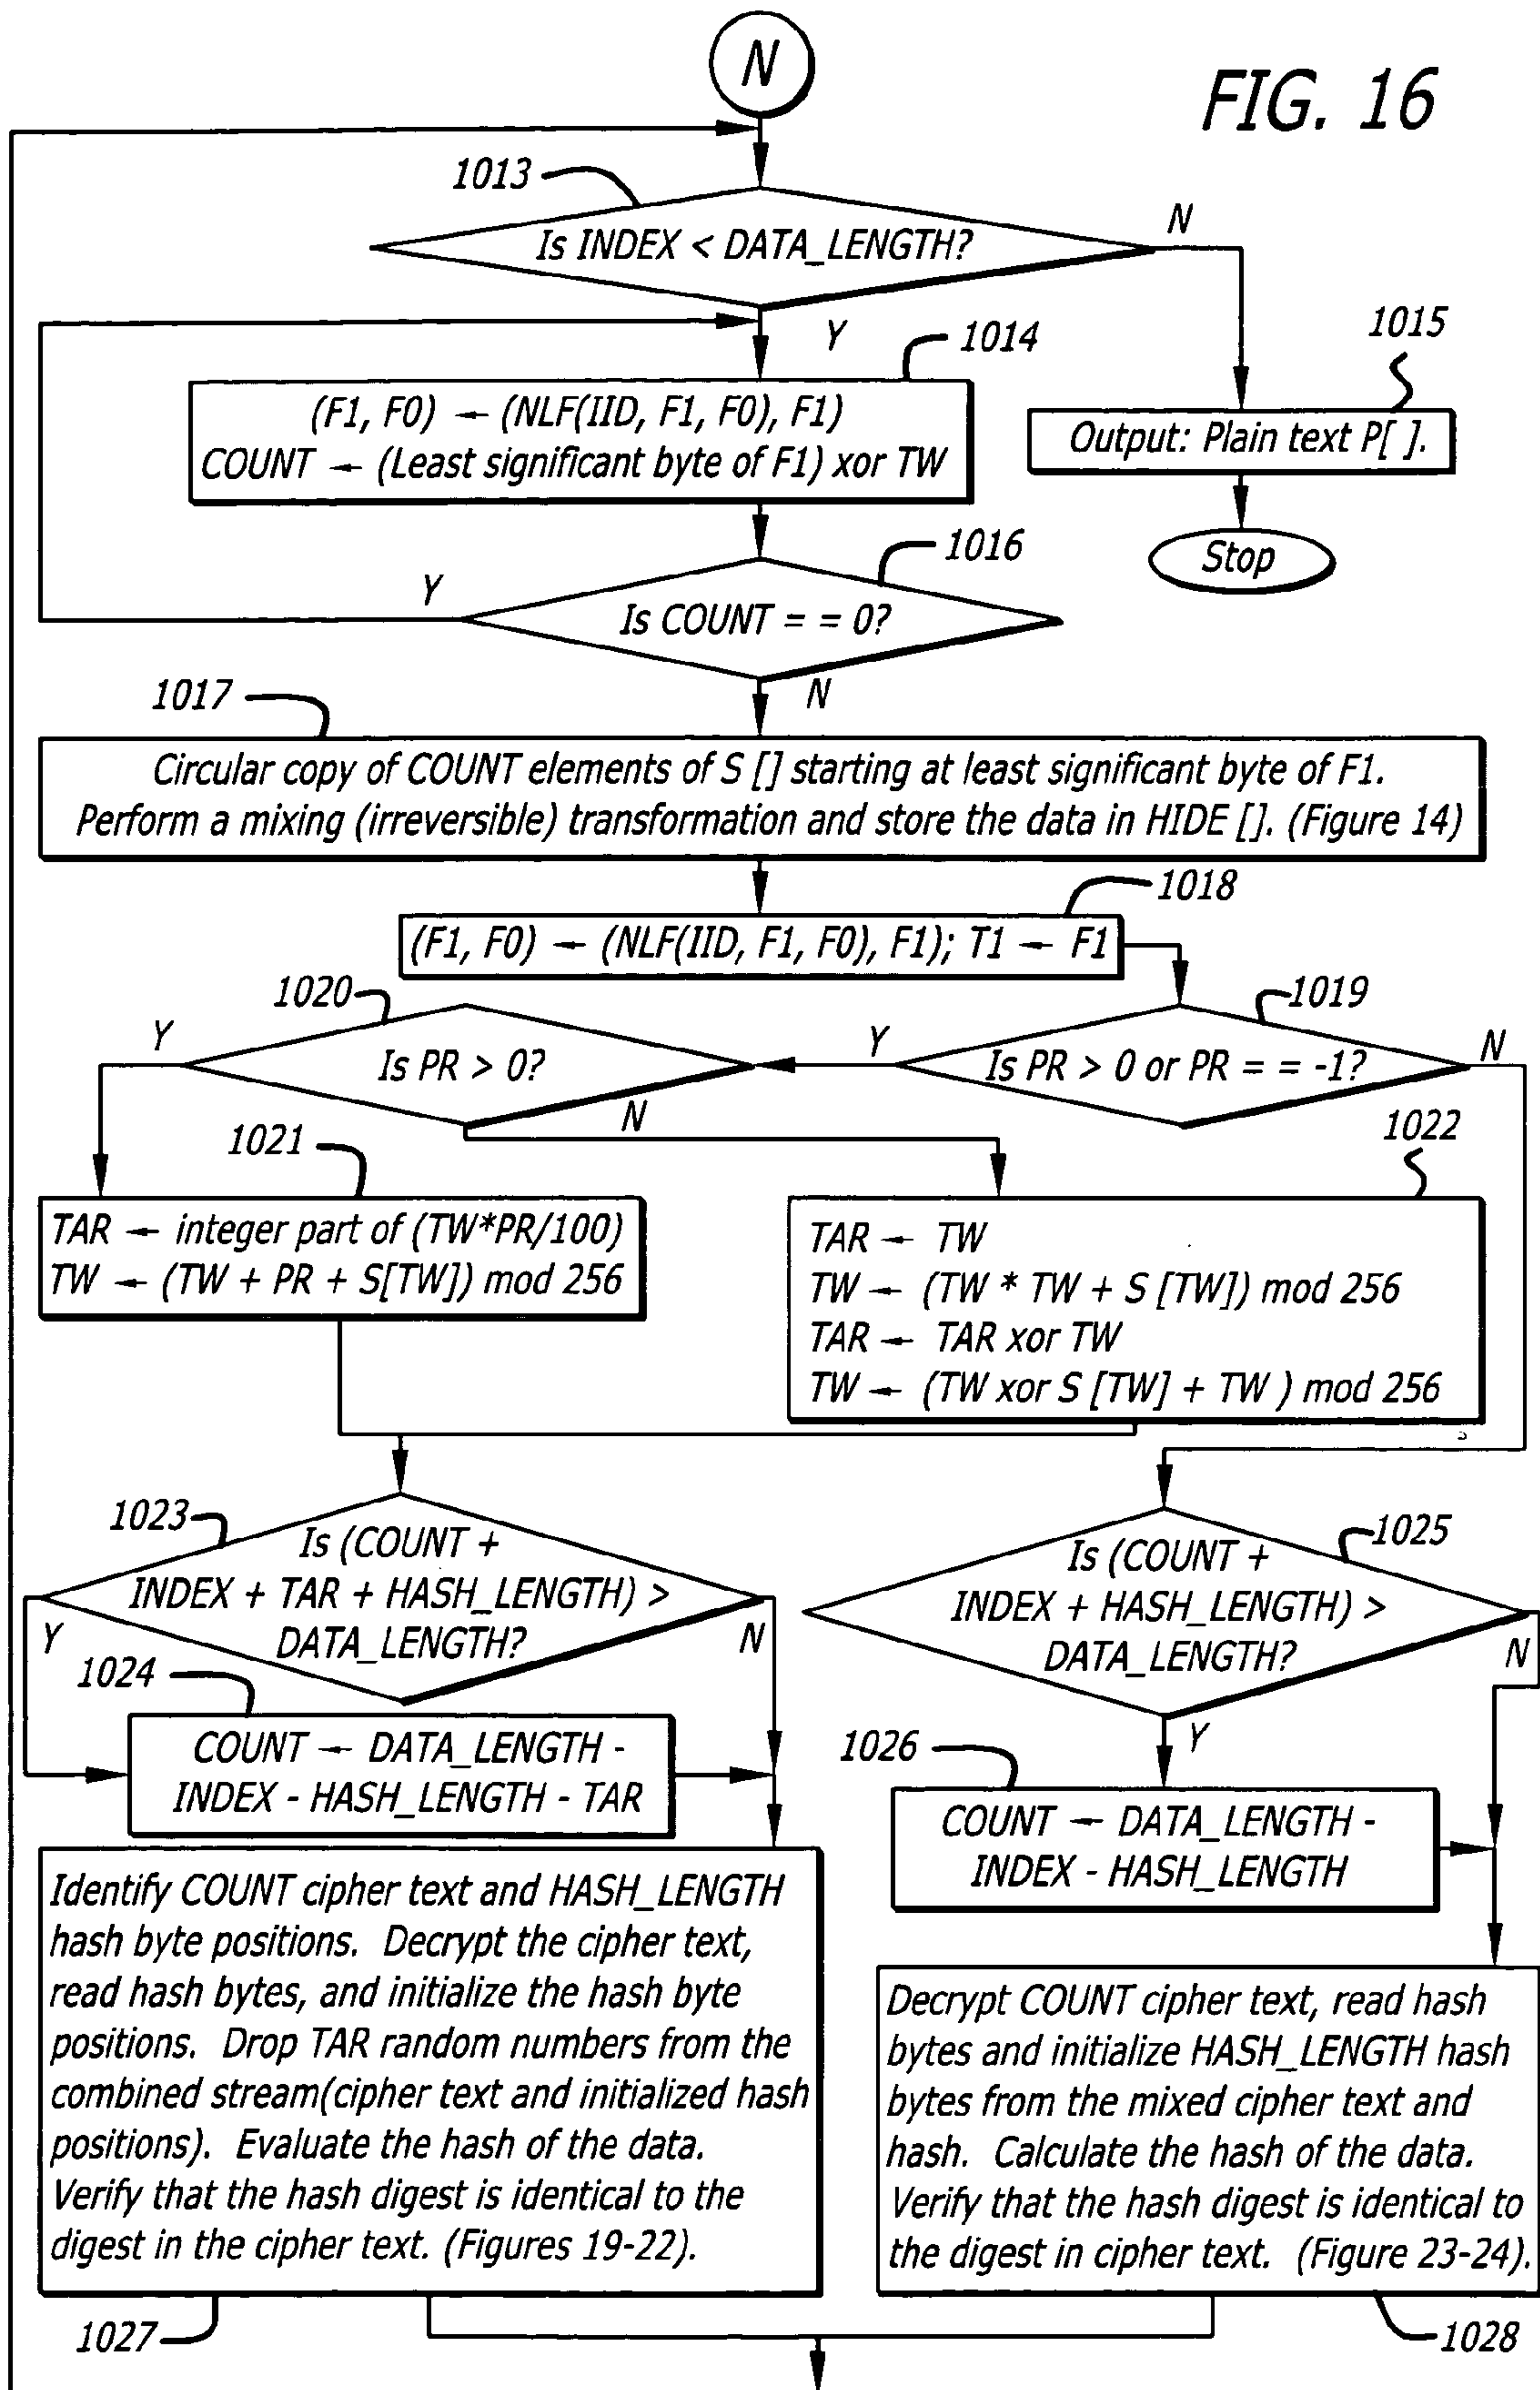 N
FIG. 16
1013
Is INDEX < DATA_LENGTH?
N
Y
1014
1015
(F1, F0) ← (NLF(IID, F1, F0), F1)
COUNT ← (Least significant byte of F1) xor TW
Output: Plain text P[ ].
Stop
1016
Y
Is COUNT = = 0?
N
1017
Circular copy of COUNT elements of S [] starting at least significant byte of F1.
Perform a mixing (irreversible) transformation and store the data in HIDE []. (Figure 14)
1018
(F1, F0) ← (NLF(IID, F1, F0), F1); T1 ← F1
1020
1019
Y
Is PR > 0?
Y
Is PR > 0 or PR = = -1?
N
N
1021
1022
TAR ← integer part of (TW*PR/100)
TW ← (TW + PR + S[TW]) mod 256
TAR ← TW
TW ← (TW * TW + S [TW]) mod 256
TAR ← TAR xor TW
TW ← (TW xor S [TW] + TW ) mod 256
1023
Is (COUNT +
INDEX + TAR + HASH_LENGTH) >
DATA_LENGTH?
Y
N
1025
Is (COUNT +
INDEX + HASH_LENGTH) >
DATA_LENGTH?
N
Y
1024
COUNT ← DATA_LENGTH -
INDEX - HASH_LENGTH - TAR
1026
COUNT ← DATA_LENGTH -
INDEX - HASH_LENGTH
Identify COUNT cipher text and HASH_LENGTH
hash byte positions. Decrypt the cipher text,
read hash bytes, and initialize the hash byte
positions. Drop TAR random numbers from the
combined stream(cipher text and initialized hash
positions). Evaluate the hash of the data.
Verify that the hash digest is identical to the
digest in the cipher text. (Figures 19-22).
1027
Decrypt COUNT cipher text, read hash
bytes and initialize HASH_LENGTH hash
bytes from the mixed cipher text and
hash. Calculate the hash of the data.
Verify that the hash digest is identical to
the digest in cipher text. (Figure 23-24).
1028